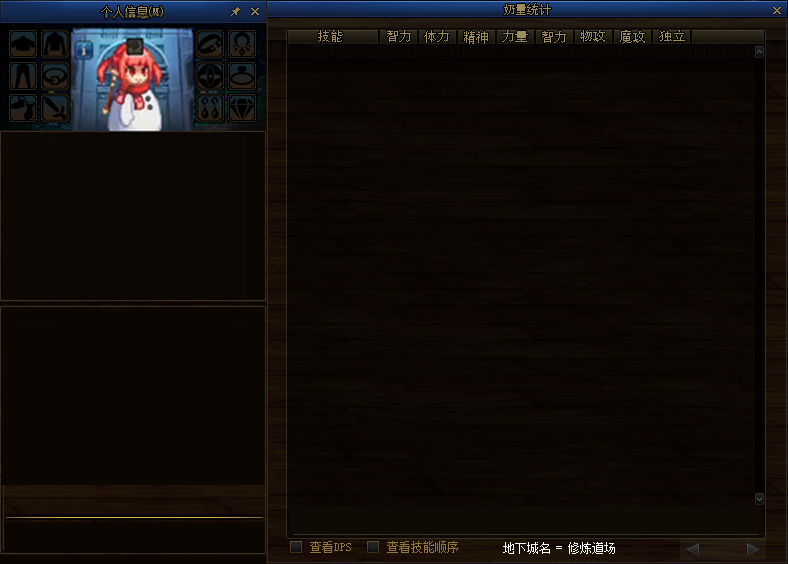 个人信息(M)
奶量统计
技能 智力 体力 精神 力量 智力 物攻 魔攻 独立
查看DPS 查看技能顺序 地下城名 = 修炼道场